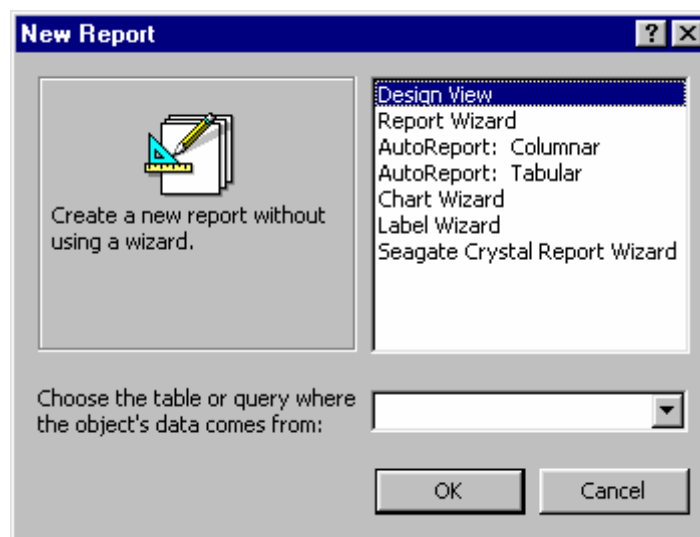 New Report
Design View
Report Wizard
AutoReport: Columnar
AutoReport: Tabular
Chart Wizard
Label Wizard
Seagate Crystal Report Wizard
Create a new report without
using a wizard.
Choose the table or query where
the object's data comes from:
OK
Cancel